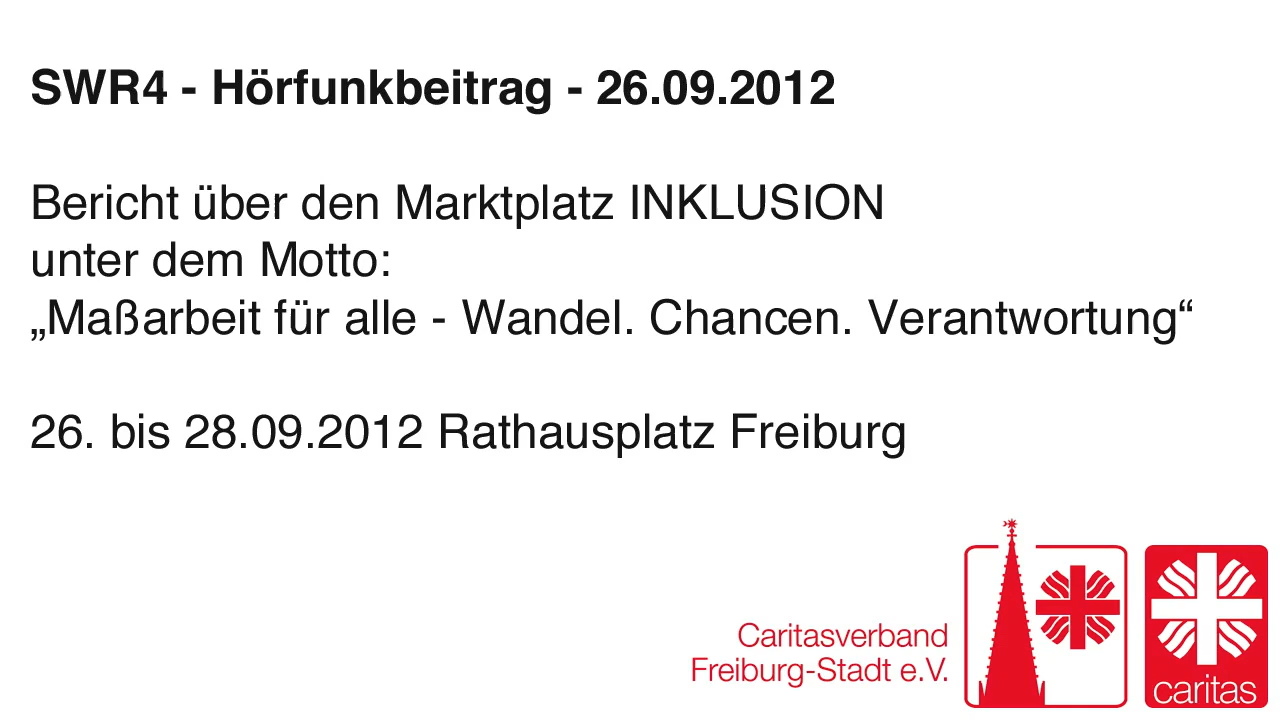 SWR4 - Hörfunkbeitrag - 26.09.2012
Bericht über den Marktplatz INKLUSION
unter dem Motto:
„Maßarbeit für alle - Wandel. Chancen. Verantwortung“
26. bis 28.09.2012 Rathausplatz Freiburg
Caritasverband
Freiburg-Stadt e.V.
caritas